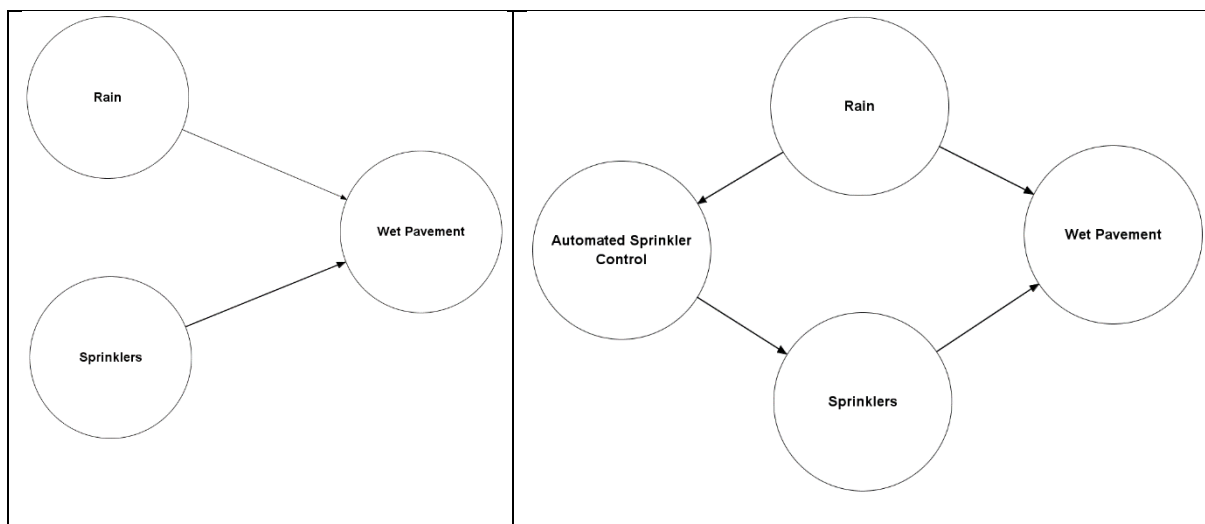 Rain
Wet Pavement
Sprinklers
Rain
Automated Sprinkler
Control
Wet Pavement
Sprinklers